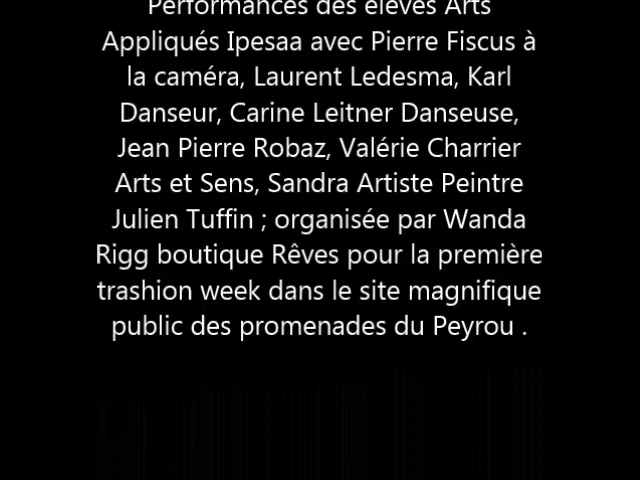 Performances des élèves Arts
Appliqués Ipesaa avec Pierre Fiscus à
la caméra, Laurent Ledesma, Karl
Danseur, Carine Leitner Danseuse,
Jean Pierre Robaz, Valérie Charrier
Arts et Sens, Sandra Artiste Peintre
Julien Tuffin ; organisée par Wanda
Rigg boutique Rêves pour la première
trashion week dans le site magnifique
public des promenades du Peyrou .